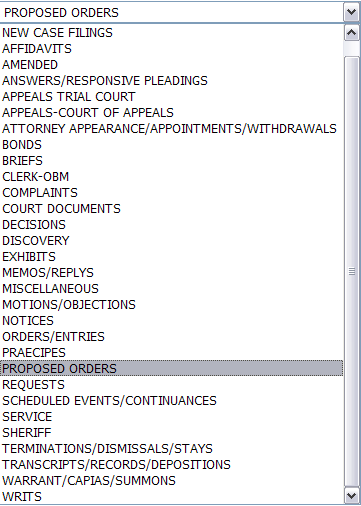 PROPOSED ORDERS
NEW CASE FILINGS
AFFIDAVITS
AMENDED
ANSWERS/RESPONSIVE PLEADINGS
APPEALS TRIAL COURT
APPEALS-COURT OF APPEALS
ATTORNEY APPEARANCE/APPOINTMENTS/WITHDRAWALS
BONDS
BRIEFS
CLERK-OBM
COMPLAINTS
COURT DOCUMENTS
DECISIONS
DISCOVERY
EXHIBITS
MEMOS/REPLYS
MISCELLANEOUS
MOTIONS/OBJECTIONS
NOTICES
ORDERS/ENTRIES
PRAECIPES
PROPOSED ORDERS
REQUESTS
SCHEDULED EVENTS/CONTINUANCES
SERVICE
SHERIFF
TERMINATIONS/DISMISSALS/STAYS
TRANSCRIPTS/RECORDS/DEPOSITIONS
WARRANT/CAPIAS/SUMMONS
WRITS